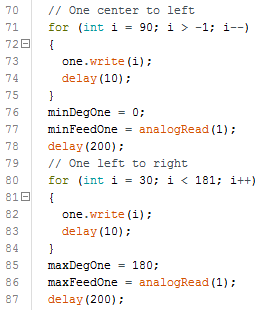 70 // One center to left
71 for (int i = 90; i > -1; i--)
72 {
73 one.write(i);
74 delay(10);
75 }
76 minDegOne = 0;
77 minFeedOne = analogRead(1);
78 delay(200);
79 // One left to right
80 for (int i = 30; i < 181; i++)
81 {
82 one.write(i);
83 delay(10);
84 }
85 maxDegOne = 180;
86 maxFeedOne = analogRead(1);
87 delay(200);